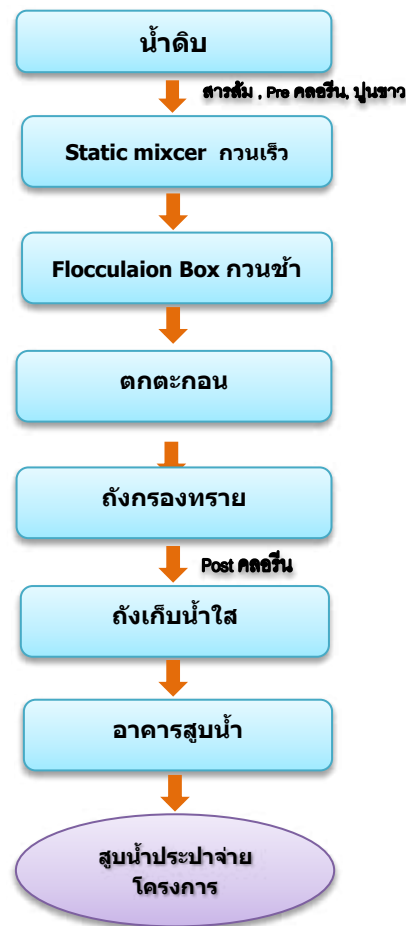 น้ำดิบ
สารส้ม , Pre คลอรีน, ปูนขาว
Static mixcer กวนเร็ว
Flocculaion Box กวนช้า
ตกตะกอน
ถังกรองทราย
Post คลอรีน
ถังเก็บน้ำใส
อาคารสูบน้ำ
สูบน้ำประปาจ่าย
โครงการ